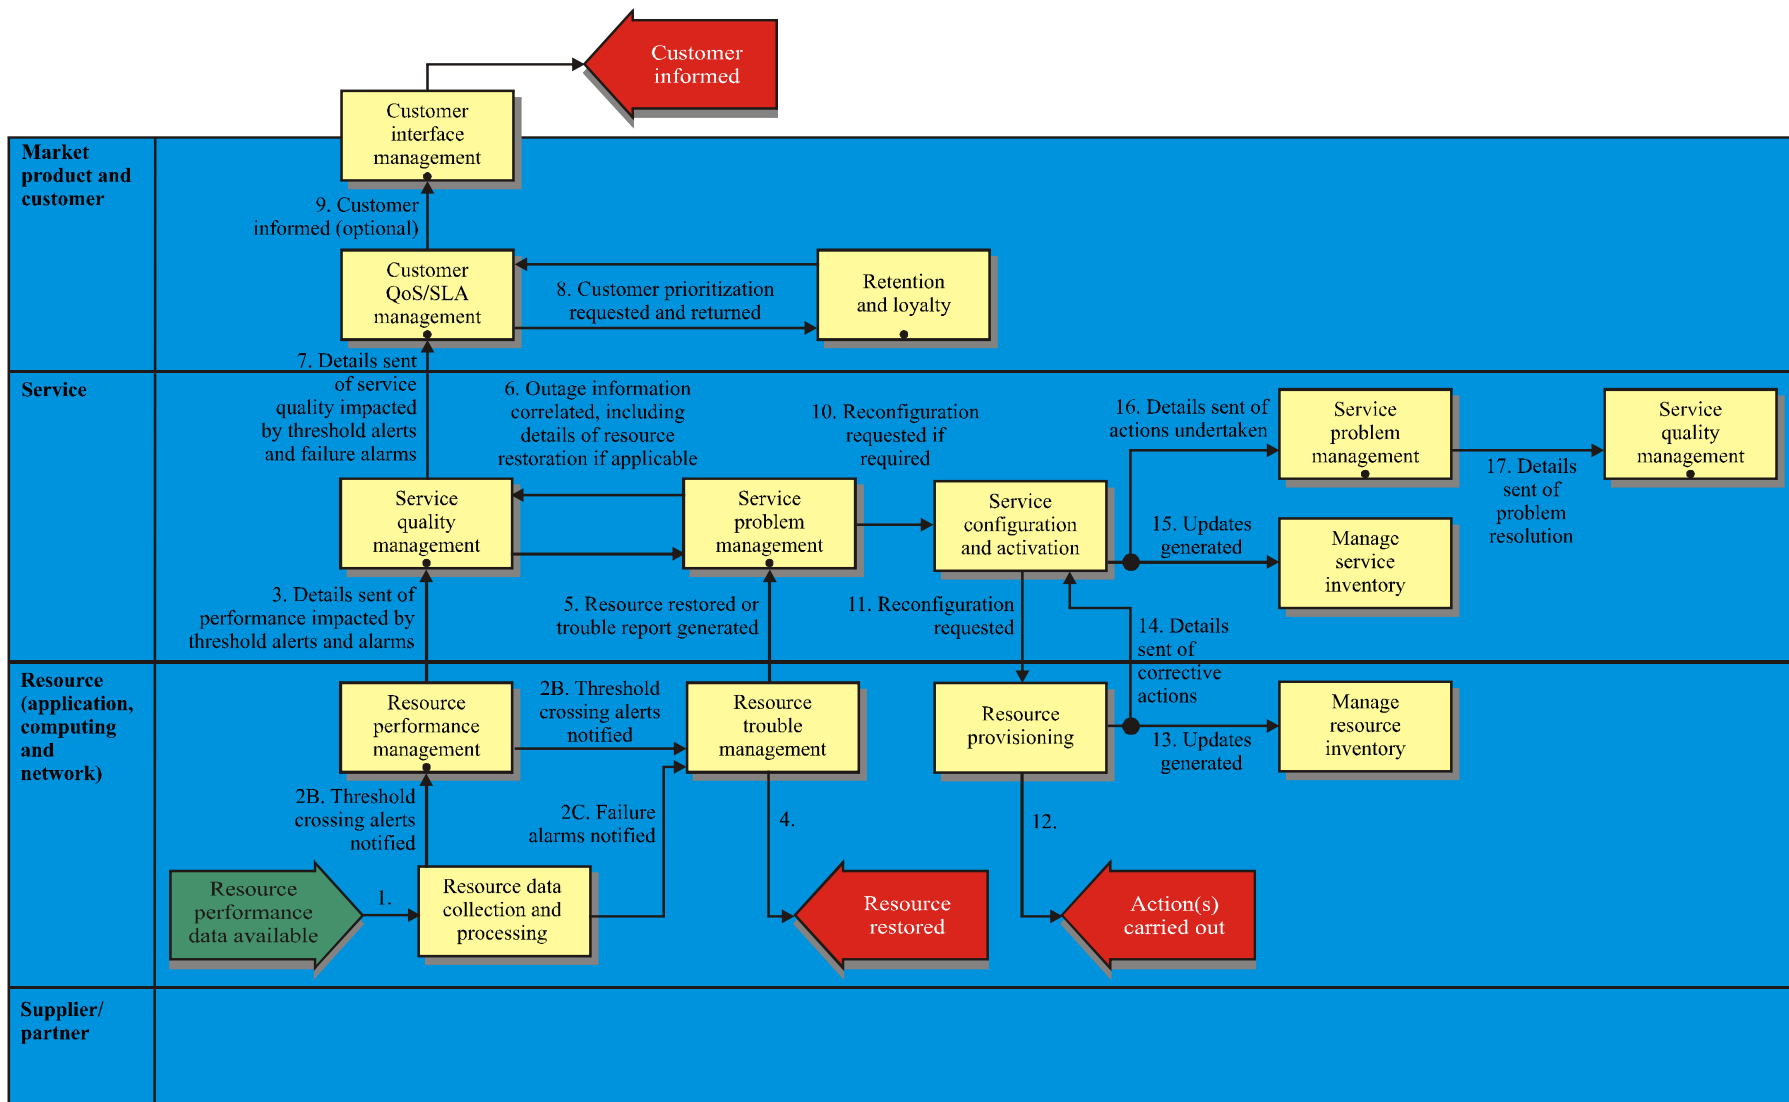 Customer
informed
Customer
interface
management
Market
product and
customer
9. Customer
informed (optional)
Customer
QoS/SLA
management
8. Customer prioritization
requested and returned
Retention
and loyalty
7. Details sent
of service
quality impacted
by threshold alerts
and failure alarms
Service
6. Outage information
correlated, including
details of resource
restoration if applicable
10. Reconfiguration
requested if
required
16. Details sent of
actions undertaken
Service
problem
management
17. Details
sent of
problem
resolution
Service
quality
management
Service
quality
management
Service
problem
management
Service
configuration
and activation
15. Updates
generated
Manage
service
inventory
3. Details sent of
performance impacted by
threshold alerts and alarms
5. Resource restored or
trouble report generated
11. Reconfiguration
requested
14. Details
sent of
corrective
actions
Resource
(application,
computing
and
network)
Resource
performance
management
2B. Threshold
crossing alerts
notified
Resource
trouble
management
Resource
provisioning
13. Updates
generated
Manage
resource
inventory
2B. Threshold
crossing alerts
notified
2C. Failure
alarms notified
4.
12.
Resource
performance
data available
1.
Resource data
collection and
processing
Resource
restored
Action(s)
carried out
Supplier/
partner